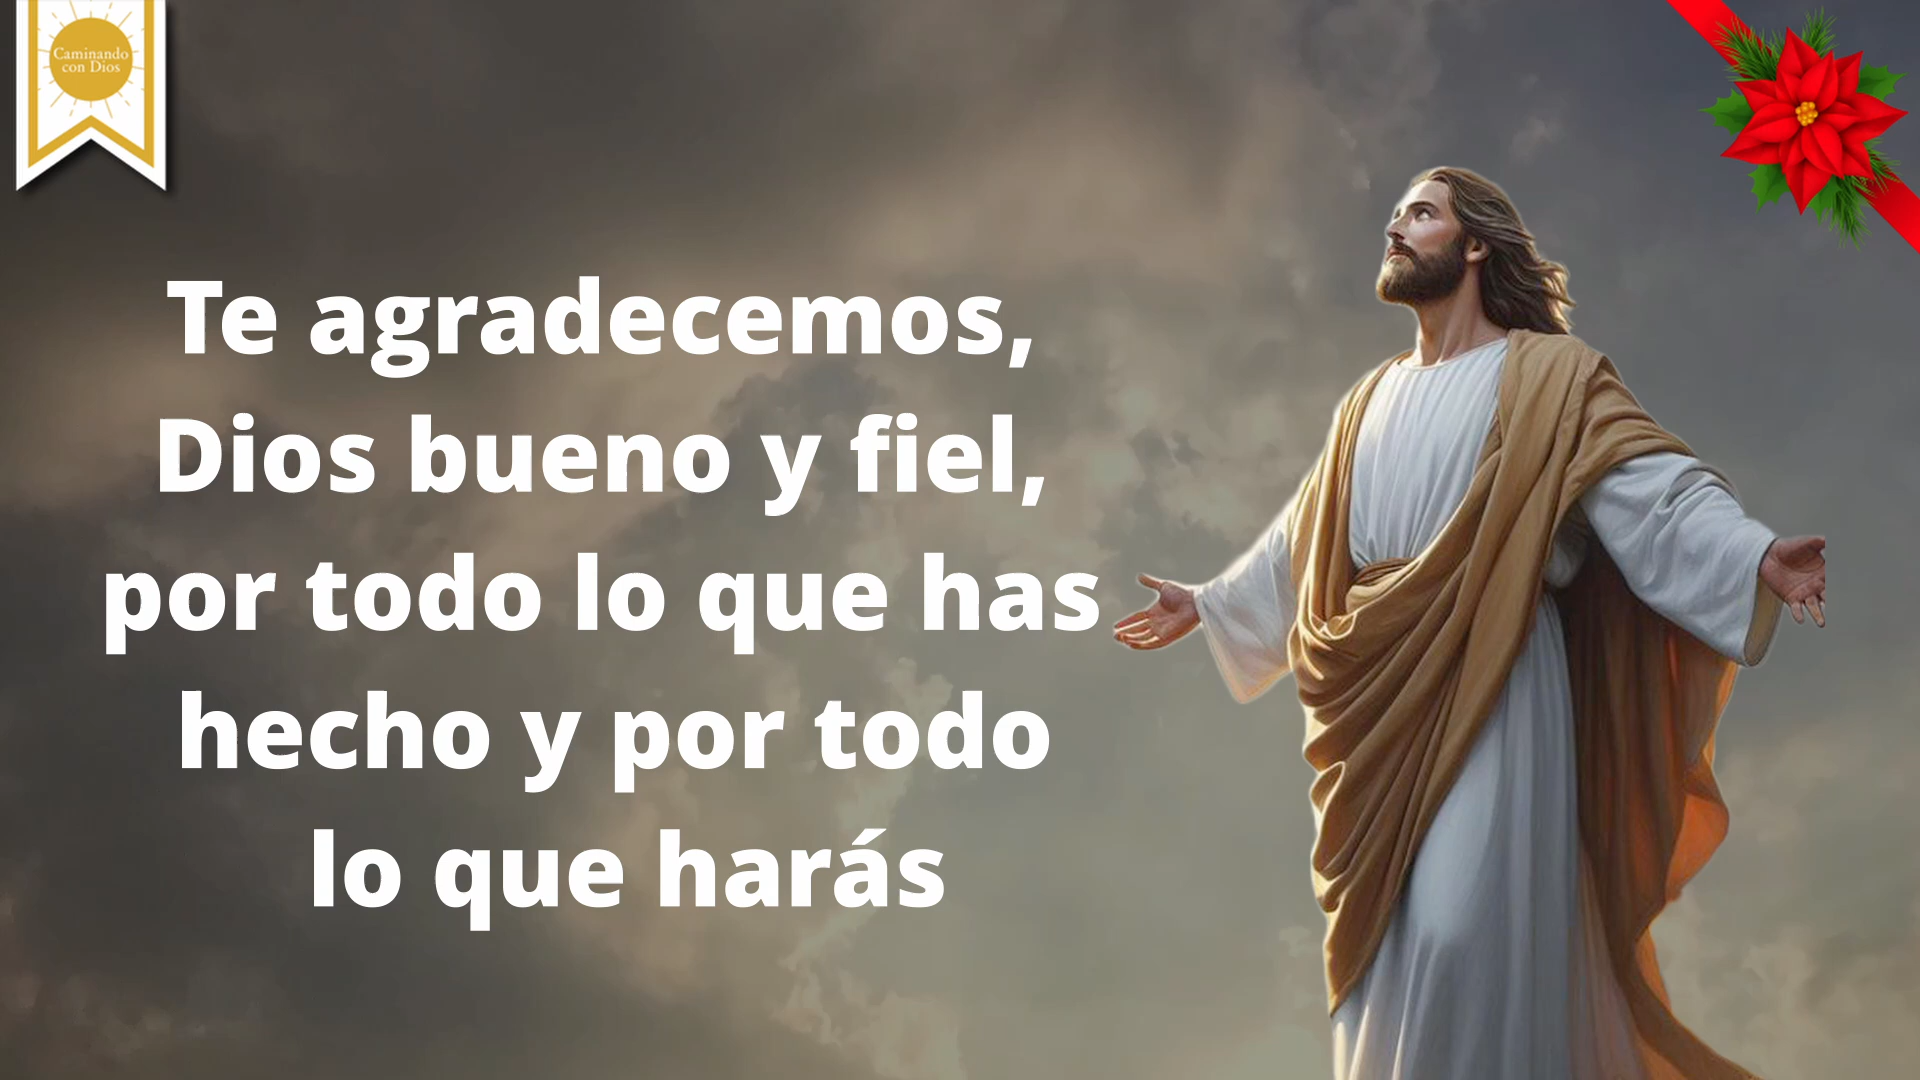 Caminando
con Dios
Te agradecemos,
Dios bueno y fiel,
por todo lo que has
hecho y por todo
lo que harás